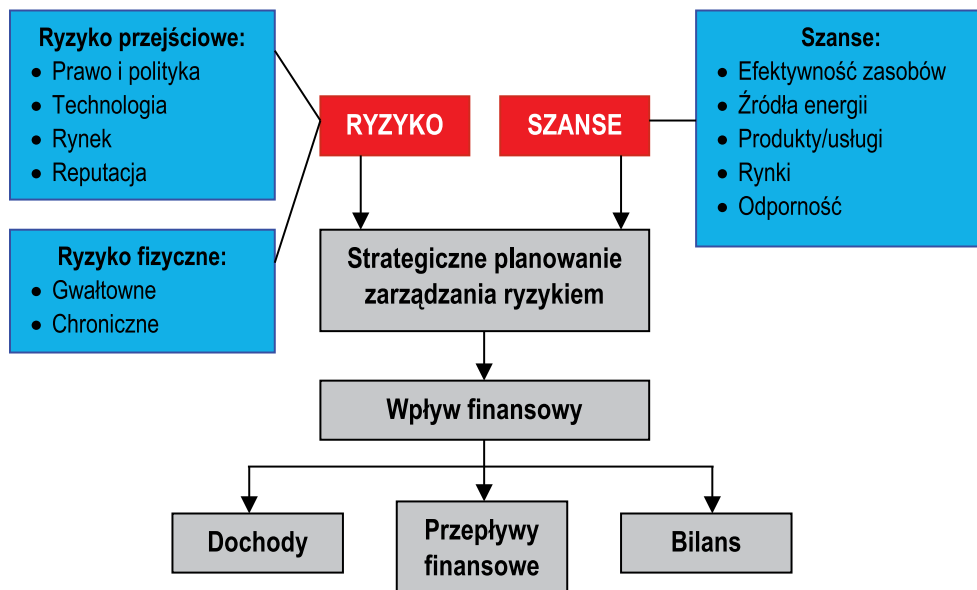 Ryzyko przejściowe:
• Prawo i polityka
• Technologia
• Rynek
• Reputacja
Ryzyko fizyczne:
• Gwałtowne
• Chroniczne
RYZYKO
SZANSE
Szanse:
• Efektywność zasobów
• Źródła energii
• Produkty/usługi
• Rynki
• Odporność
Strategiczne planowanie
zarządzania ryzykiem
Wpływ finansowy
Dochody
Przepływy
finansowe
Bilans